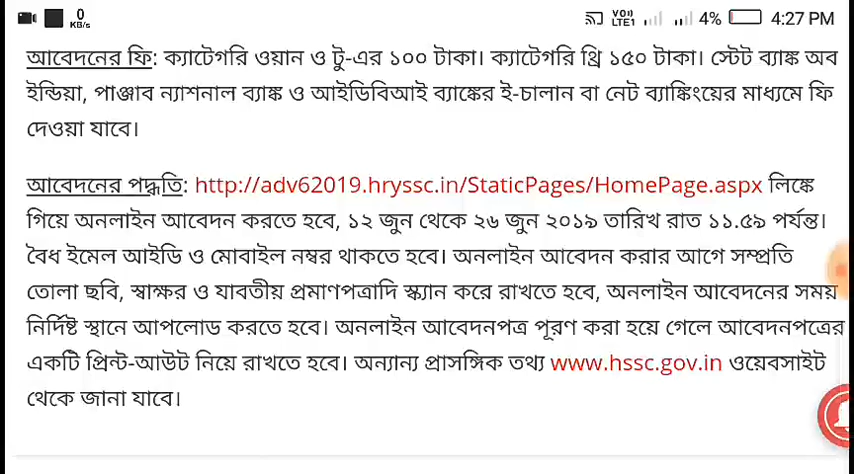 0 KB/s VO)) LTE1 4% 4:27 PM
আবেদনের ফি: ক্যাটেগরি ওয়ান ও টু-এর ১০০ টাকা। ক্যাটেগরি থ্রি ১৫০ টাকা। স্টেট ব্যাঙ্ক অব
ইন্ডিয়া, পাঞ্জাব ন্যাশনাল ব্যাঙ্ক ও আইডিবিআই ব্যাঙ্কের ই-চালান বা নেট ব্যাঙ্কিংয়ের মাধ্যমে ফি
দেওয়া যাবে।
আবেদনের পদ্ধতি: http://adv62019.hryssc.in/StaticPages/HomePage.aspx লিঙ্কে
গিয়ে অনলাইন আবেদন করতে হবে, ১২ জুন থেকে ২৬ জুন ২০১৯ তারিখ রাত ১১.৫৯ পর্যন্ত।
বৈধ ইমেল আইডি ও মোবাইল নম্বর থাকতে হবে। অনলাইন আবেদন করার আগে সম্প্রতি
তোলা ছবি, স্বাক্ষর ও যাবতীয় প্রমাণপত্রাদি স্ক্যান করে রাখতে হবে, অনলাইন আবেদনের সময়
নির্দিষ্ট স্থানে আপলোড করতে হবে। অনলাইন আবেদনপত্র পূরণ করা হয়ে গেলে আবেদনপত্রের
একটি প্রিন্ট-আউট নিয়ে রাখতে হবে। অন্যান্য প্রাসঙ্গিক তথ্য www.hssc.gov.in ওয়েবসাইট
থেকে জানা যাবে।